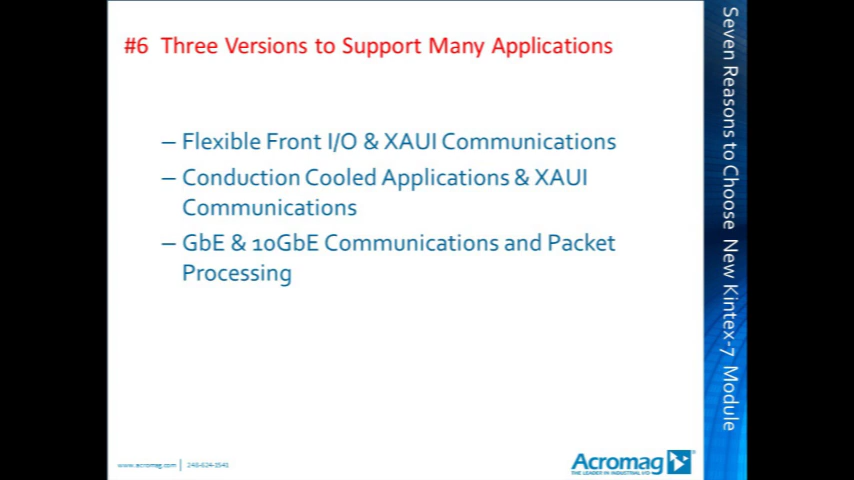 #6 Three Versions to Support Many Applications
– Flexible Front I/O & XAUI Communications
– Conduction Cooled Applications & XAUI
Communications
– GbE & 10GbE Communications and Packet
Processing
Seven Reasons to Choose New Kintex-7 Module
www.acromag.com | 248-624-1541
Acromag
THE LEADER IN INDUSTRIAL I/O